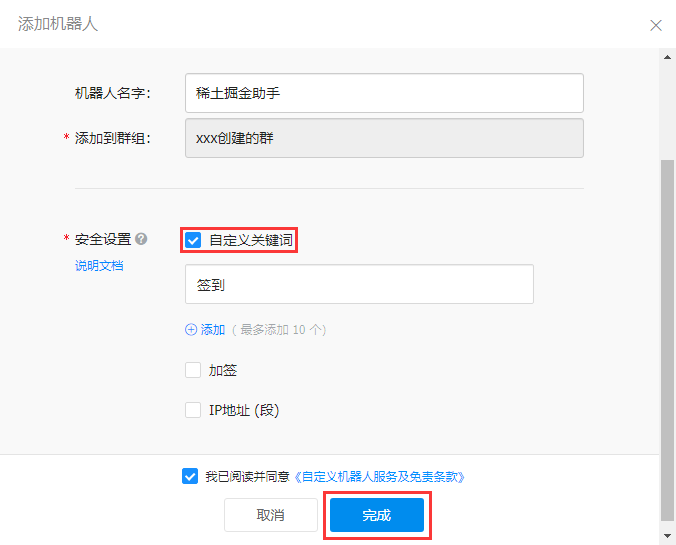 添加机器人
机器人名字：
稀土掘金助手
* 添加到群组：
xxx创建的群
* 安全设置 ?
自定义关键词
说明文档
签到
添加（ 最多添加 10 个）
加签
IP地址 (段)
我已阅读并同意《自定义机器人服务及免责条款》
取消
完成